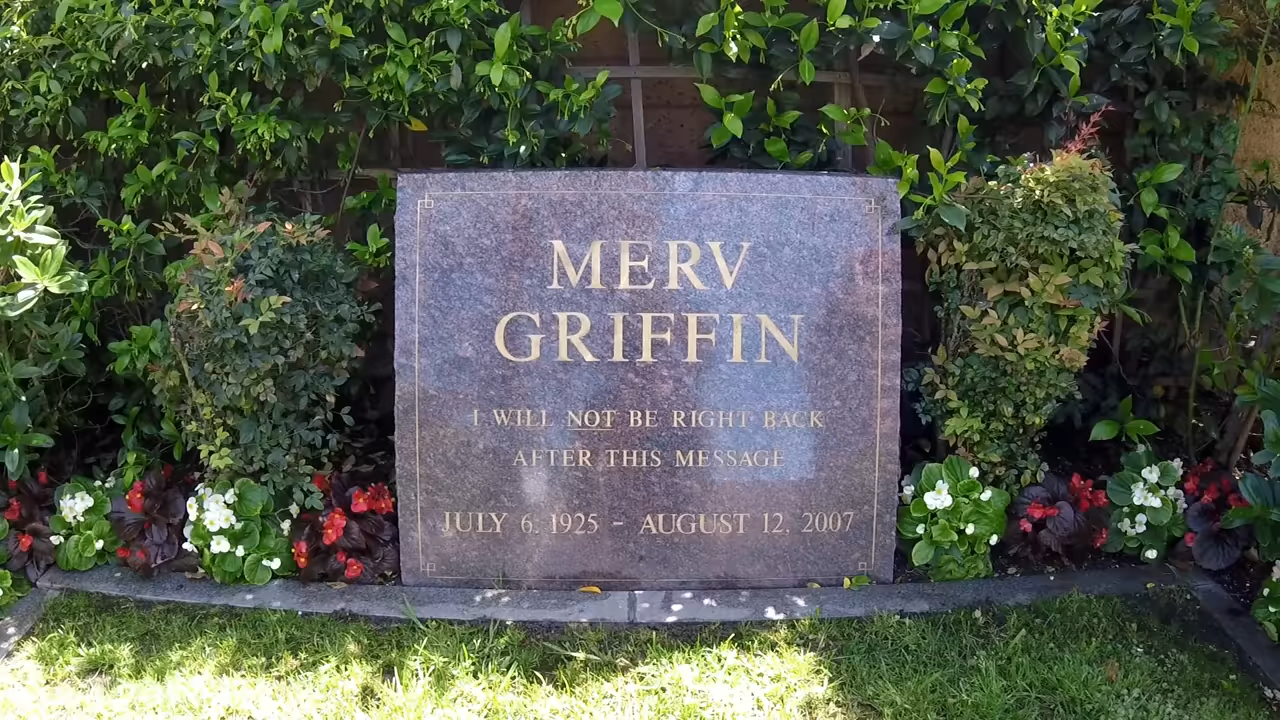 MERV
GRIFFIN
I WILL NOT BE RIGHT BACK
AFTER THIS MESSAGE
JULY 6, 1925 - AUGUST 12, 2007